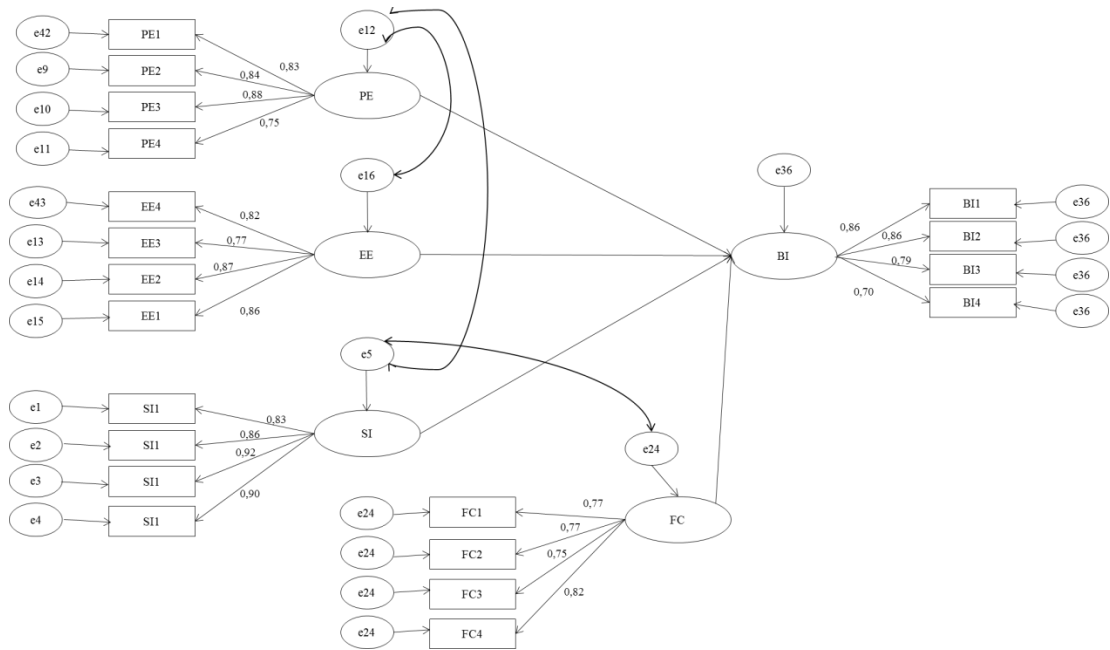 e42
PE1
0,83
e9
PE2
0,84
e10
PE3
0,88
e11
PE4
0,75
e12
PE
e43
EE4
0,82
e13
EE3
0,77
e14
EE2
0,87
e15
EE1
0,86
e16
EE
e36
BI
0,86
BI1
e36
0,86
BI2
e36
0,79
BI3
e36
0,70
BI4
e36
e1
SI1
0,83
e2
SI1
0,86
e3
SI1
0,92
e4
SI1
0,90
e5
SI
e24
FC
e24
FC1
0,77
e24
FC2
0,77
e24
FC3
0,75
e24
FC4
0,82